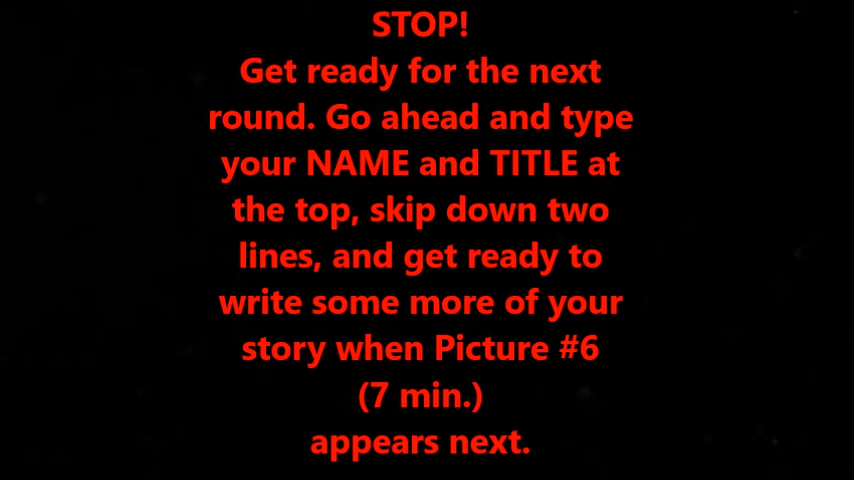 STOP!
Get ready for the next
round. Go ahead and type
your NAME and TITLE at
the top, skip down two
lines, and get ready to
write some more of your
story when Picture #6
(7 min.)
appears next.